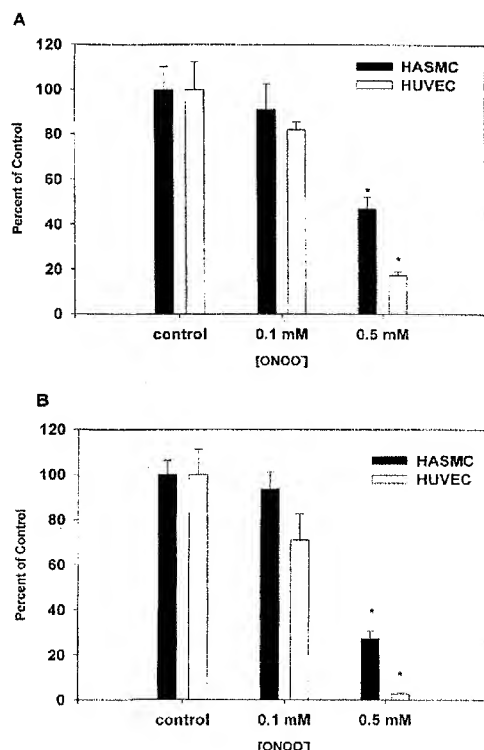 A
120
100
80
60
40
20
0
Percent of Control
HASMC
HUVEC
*
*
control 0.1 mM 0.5 mM
[ONOO⁻]
B
120
100
80
60
40
20
0
Percent of Control
HASMC
HUVEC
*
*
control 0.1 mM 0.5 mM
[ONOO⁻]